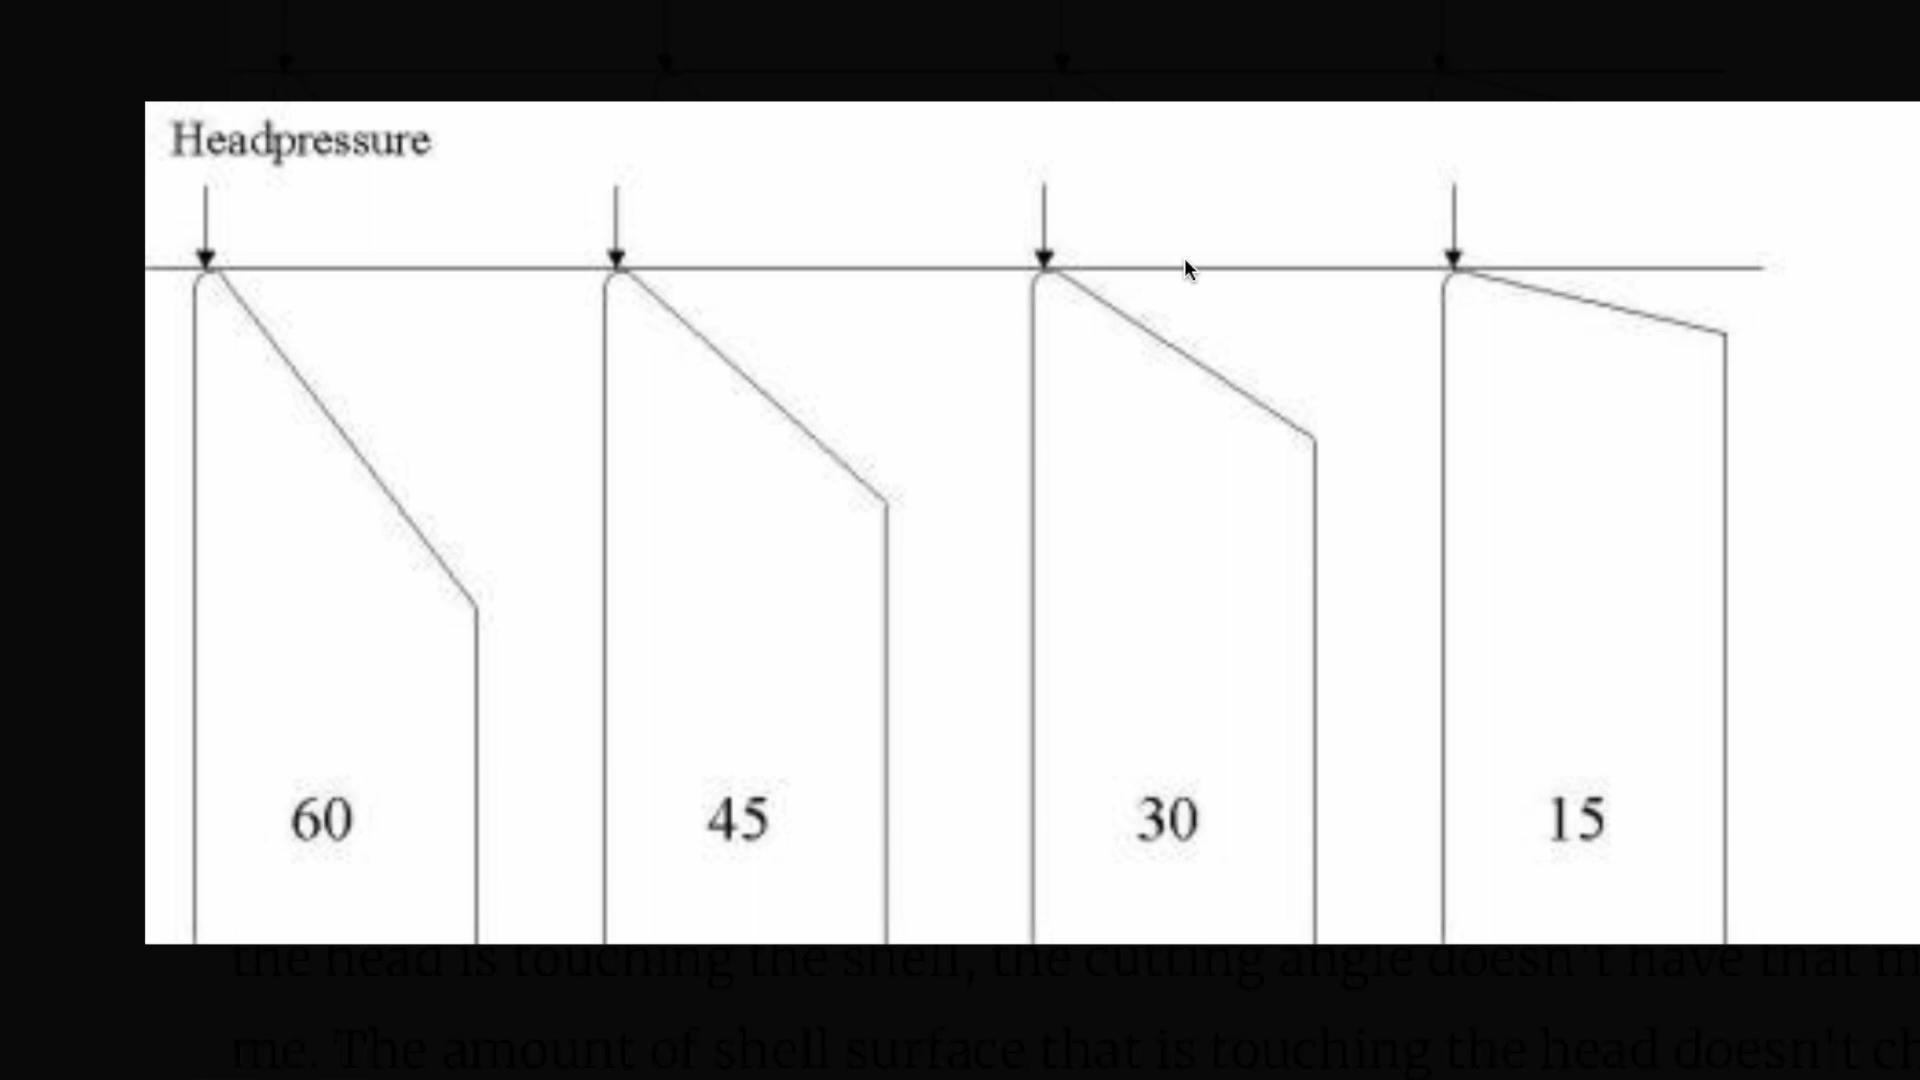 Headpressure
60 45 30 15
the head is touching the shell, the cutting angle doesn't have that
me. The amount of shell surface that is touching the head doesn't